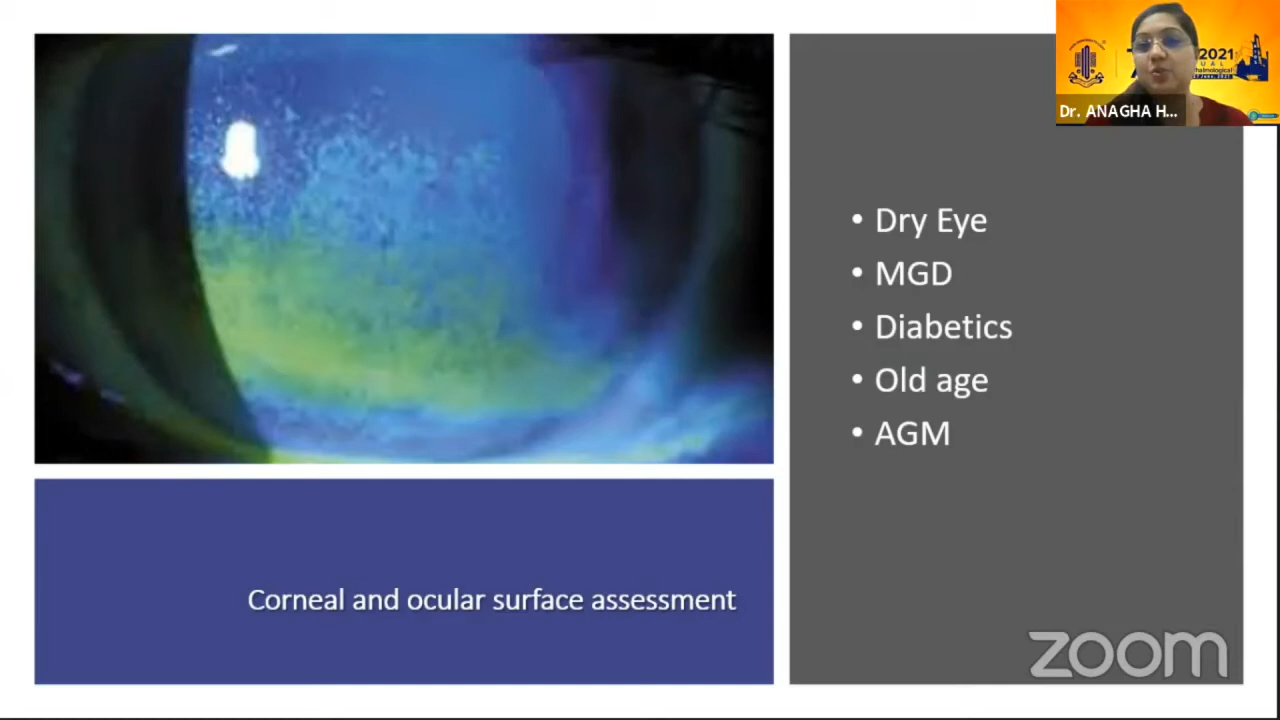 • Dry Eye
• MGD
• Diabetics
• Old age
• AGM
Corneal and ocular surface assessment
2021
Dr. ANAGHA H...
zoom